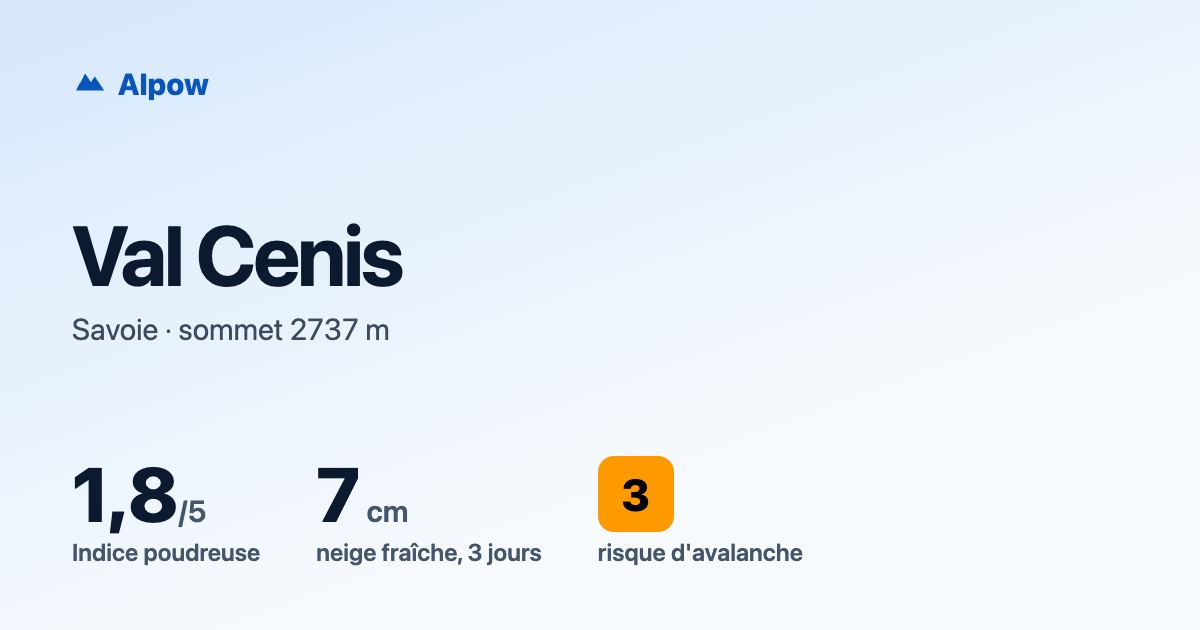 Alpow
Val Cenis
Savoie · sommet 2737 m
1,8/5
Indice poudreuse
7 cm
neige fraîche, 3 jours
3
risque d'avalanche